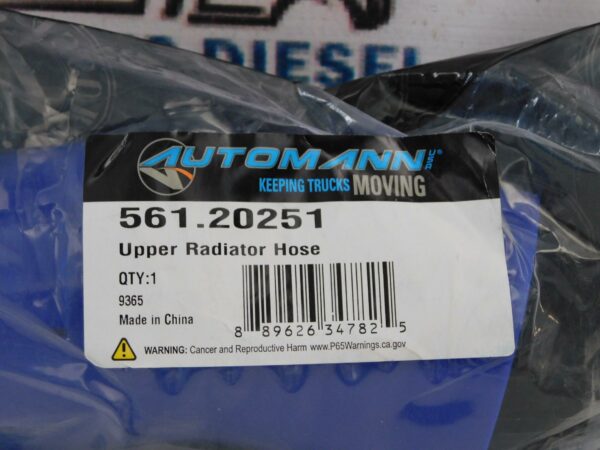 DIESEL
AUTOMANN USA®
KEEPING TRUCKS MOVING
561.20251
Upper Radiator Hose
QTY:1
9365
Made in China
8 89626 34782 5
WARNING: Cancer and Reproductive Harm www.P65Warnings.ca.gov